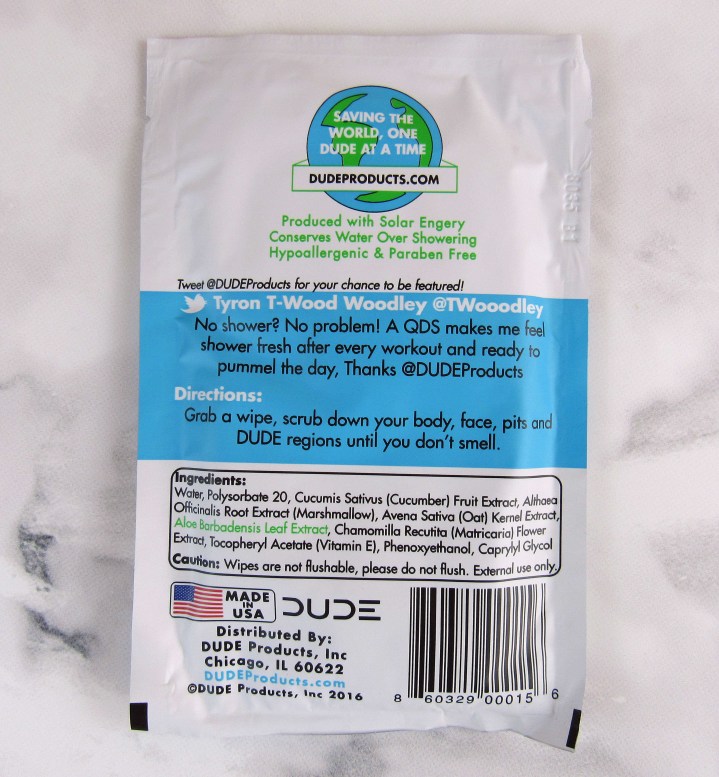 SAVING THE
WORLD, ONE
DUDE AT A TIME
DUDEPRODUCTS.COM
Produced with Solar Engery
Conserves Water Over Showering
Hypoallergenic & Paraben Free
Tweet @DUDEProducts for your chance to be featured!
Tyron T-Wood Woodley @TWooodley
No shower? No problem! A QDS makes me feel
shower fresh after every workout and ready to
pummel the day, Thanks @DUDEProducts
Directions:
Grab a wipe, scrub down your body, face, pits and
DUDE regions until you don't smell.
Ingredients:
Water, Polysorbate 20, Cucumis Sativus (Cucumber) Fruit Extract, Althaea
Officinalis Root Extract (Marshmallow), Avena Sativa (Oat) Kernel Extract,
Aloe Barbadensis Leaf Extract, Chamomilla Recutita (Matricaria) Flower
Extract, Tocopheryl Acetate (Vitamin E), Phenoxyethanol, Caprylyl Glycol
Caution: Wipes are not flushable, please do not flush. External use only.
MADE
IN
USA
DUDE
Distributed By:
DUDE Products, Inc
Chicago, IL 60622
DUDEProducts.com
©DUDE Products, Inc 2016
8 60329 00015 6